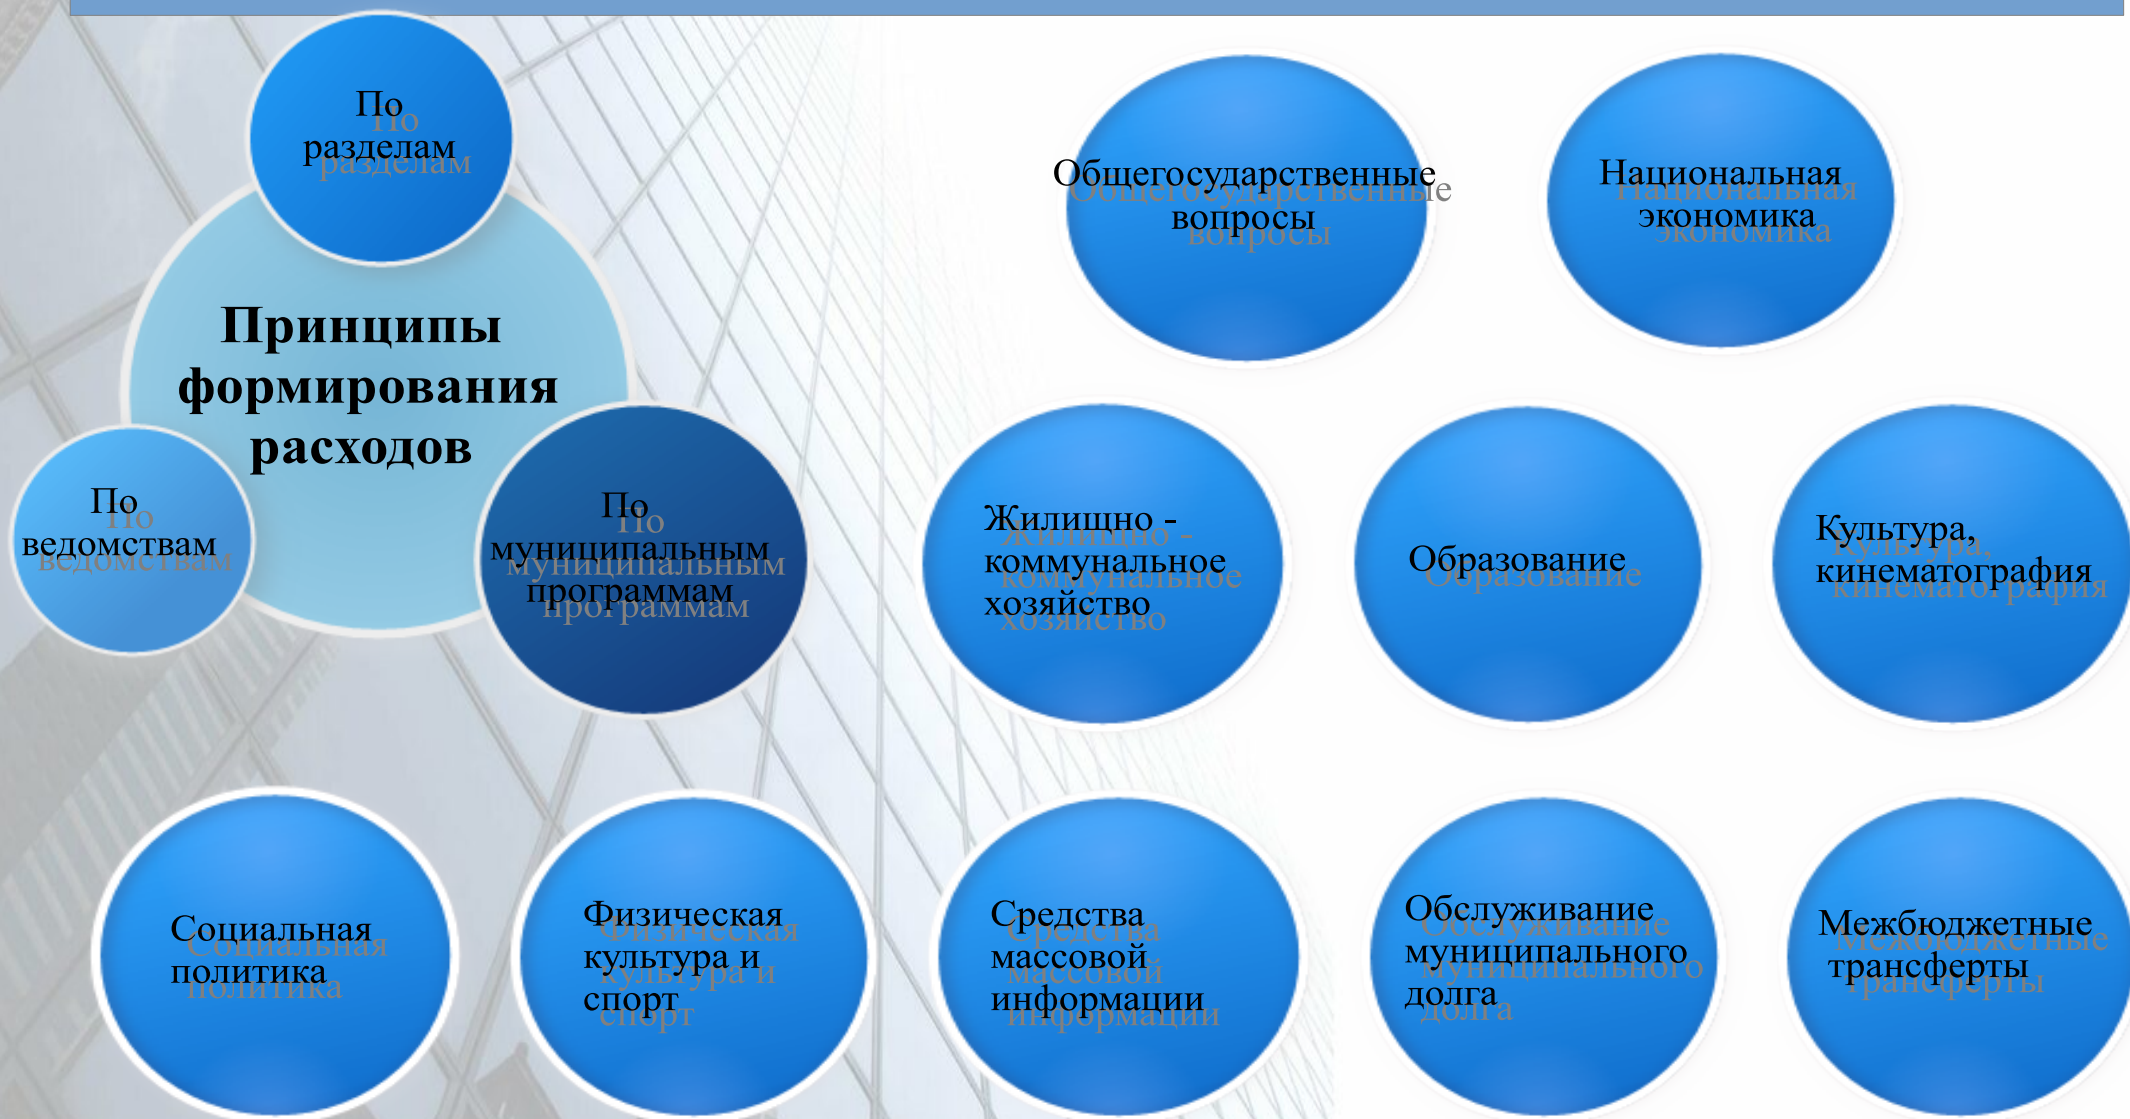 По
разделам
Принципы
формирования
расходов
По
ведомствам
По
муниципальным
программам
Общегосударственные
вопросы
Национальная
экономика
Жилищно -
коммунальное
хозяйство
Образование
Культура,
кинематография
Социальная
политика
Физическая
культура и
спорт
Средства
массовой
информации
Обслуживание
муниципального
долга
Межбюджетные
трансферты